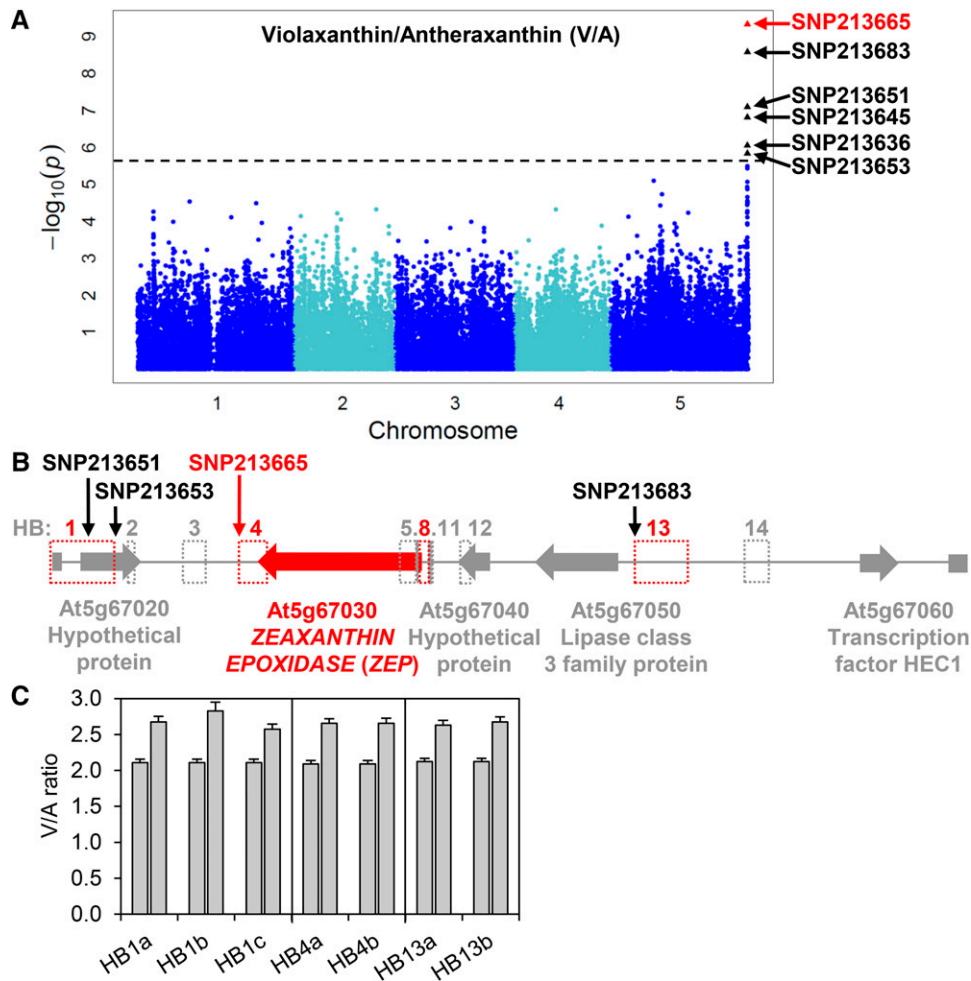 A
Violaxanthin/Antheraxanthin (V/A)
SNP213665
SNP213683
SNP213651
SNP213645
SNP213636
SNP213653
−log10(p)
9
8
7
6
5
4
3
2
1
1 2 3 4 5
Chromosome
B
SNP213651
SNP213665
SNP213653
SNP213683
HB: 1 2 3 4 5.8.11 12 13 14
At5g67020
Hypothetical
protein
At5g67030
ZEAXANTHIN
EPOXIDASE (ZEP)
At5g67040
Hypothetical
protein
At5g67050
Lipase class
3 family protein
At5g67060
Transcription
factor HEC1
C
V/A ratio
3.0
2.5
2.0
1.5
1.0
0.5
0.0
HB1a HB1b HB1c HB4a HB4b HB13a HB13b